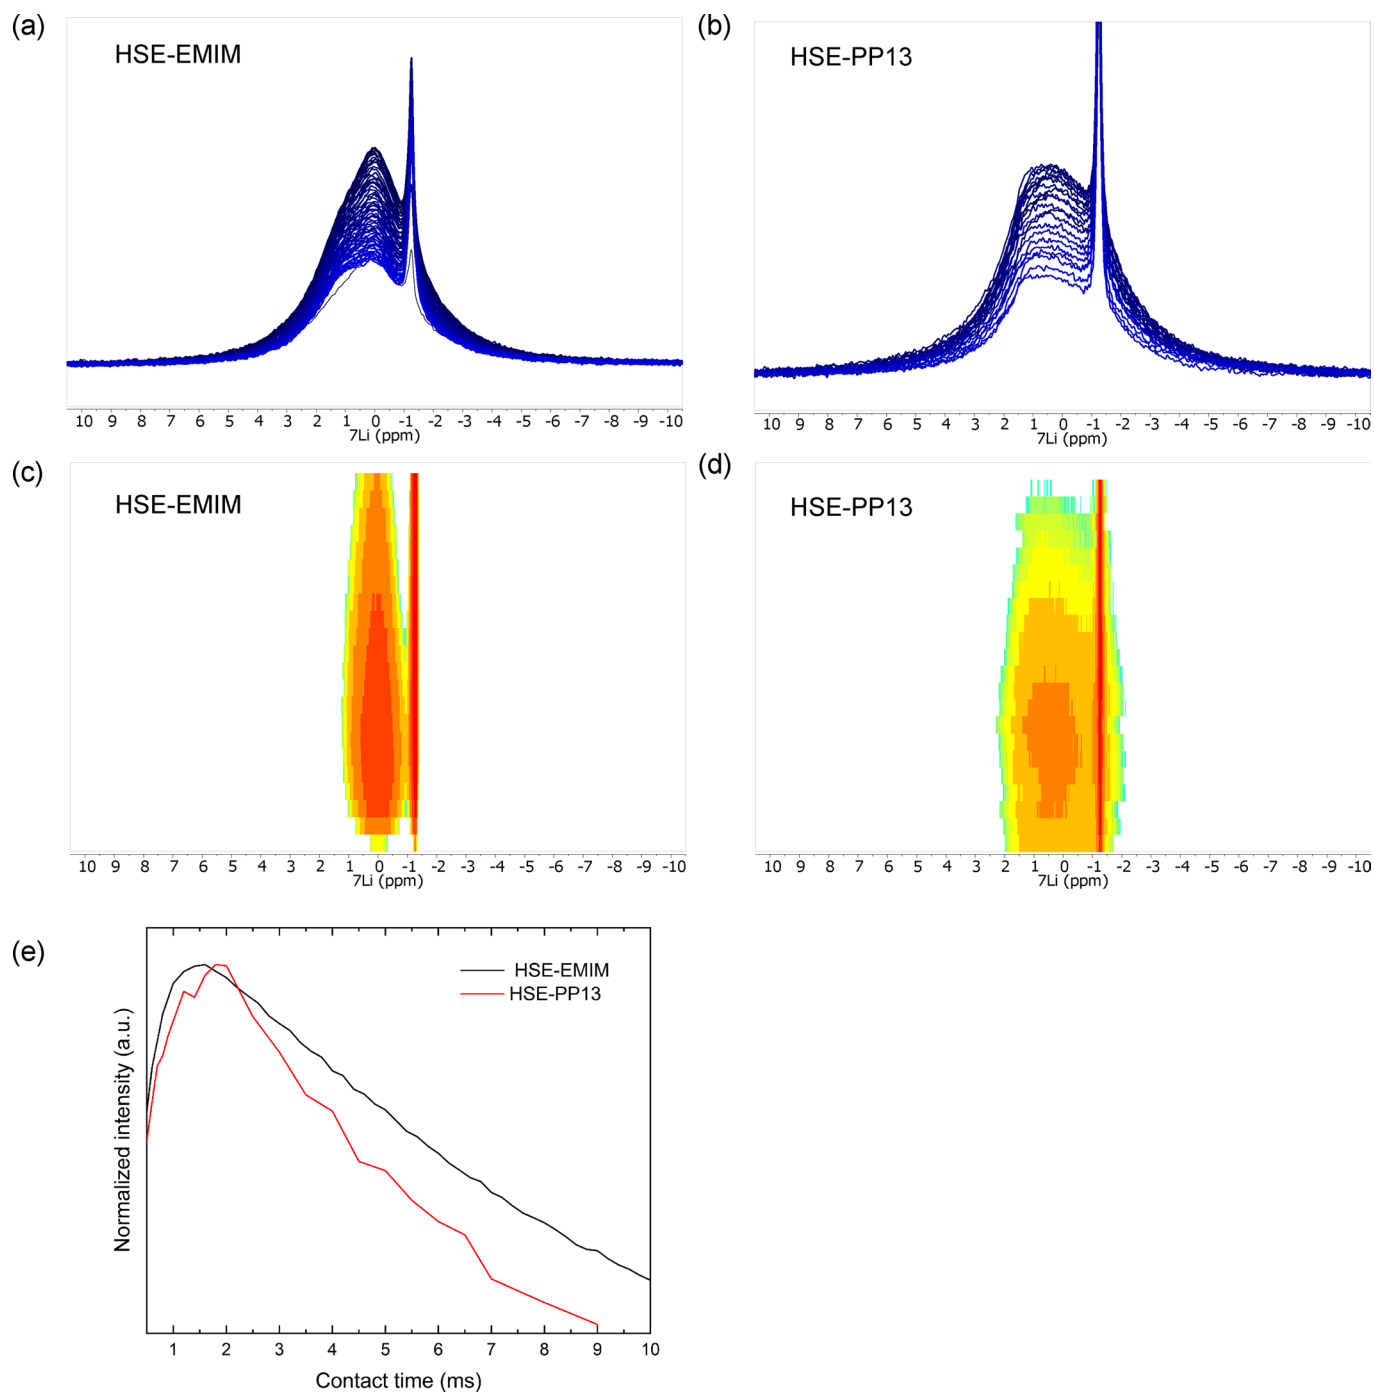 (a)
HSE-EMIM
10 9 8 7 6 5 4 3 2 1 0 -1 -2 -3 -4 -5 -6 -7 -8 -9 -10
7Li (ppm)
(b)
HSE-PP13
10 9 8 7 6 5 4 3 2 1 0 -1 -2 -3 -4 -5 -6 -7 -8 -9 -10
7Li (ppm)
(c)
HSE-EMIM
10 9 8 7 6 5 4 3 2 1 0 -1 -2 -3 -4 -5 -6 -7 -8 -9 -10
7Li (ppm)
(d)
HSE-PP13
10 9 8 7 6 5 4 3 2 1 0 -1 -2 -3 -4 -5 -6 -7 -8 -9 -10
7Li (ppm)
(e)
Normalized intensity (a.u.)
HSE-EMIM
HSE-PP13
1 2 3 4 5 6 7 8 9 10
Contact time (ms)